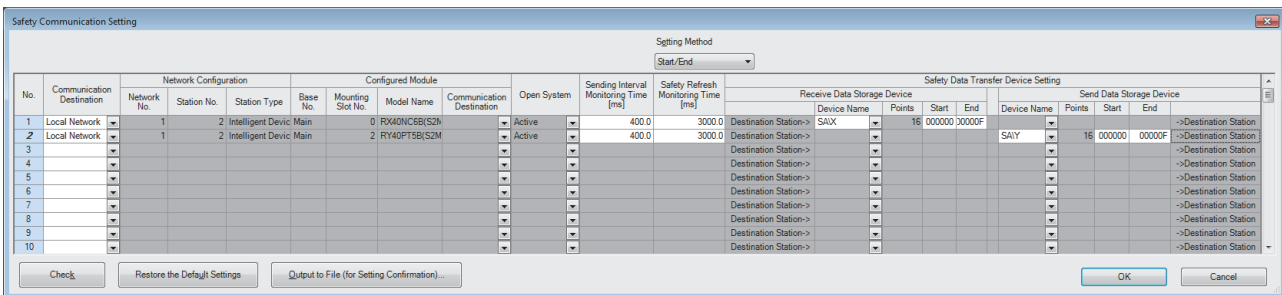 Safety Communication Setting
Setting Method
Start/End
No. Communication Destination Network Configuration Configured Module Open System Sending Interval Monitoring Time [ms] Safety Refresh Monitoring Time [ms] Safety Data Transfer Device Setting
Network No. Station No. Station Type Base No. Mounting Slot No. Model Name Communication Destination Receive Data Storage Device Send Data Storage Device
Device Name Points Start End Device Name Points Start End
1 Local Network 1 2 Intelligent Devic Main 0 RX40NC6B(S2M Active 400.0 3000.0 Destination Station-> SA\X 16 000000 00000F ->Destination Station
2 Local Network 1 2 Intelligent Devic Main 2 RY40PT5B(S2M Active 400.0 3000.0 Destination Station-> SA\Y 16 000000 00000F ->Destination Station
3 Destination Station-> ->Destination Station
4 Destination Station-> ->Destination Station
5 Destination Station-> ->Destination Station
6 Destination Station-> ->Destination Station
7 Destination Station-> ->Destination Station
8 Destination Station-> ->Destination Station
9 Destination Station-> ->Destination Station
10 Destination Station-> ->Destination Station
Check Restore the Default Settings Output to File (for Setting Confirmation)... OK Cancel